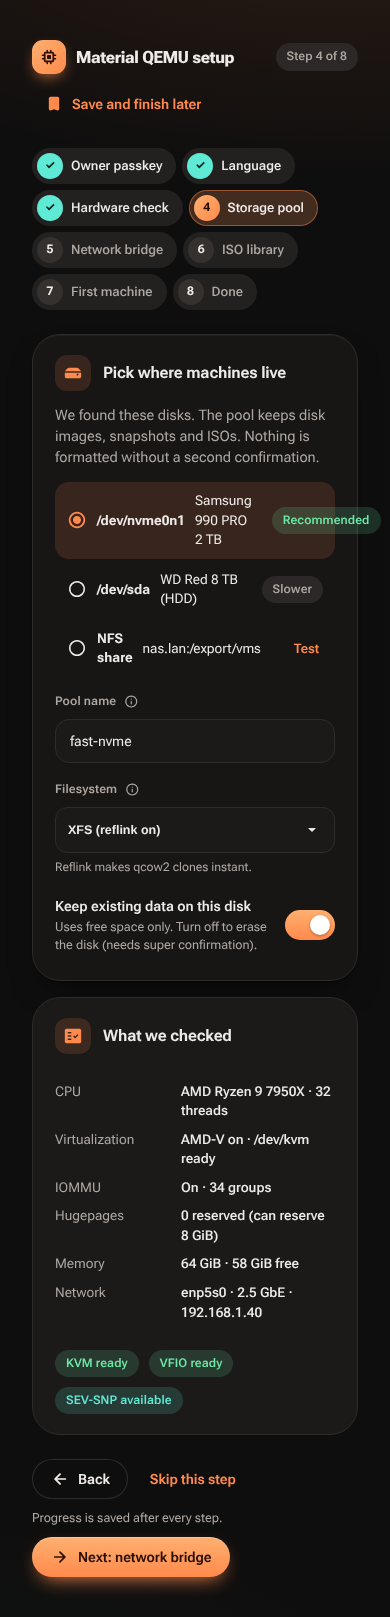 Material QEMU setup
Step 4 of 8
Save and finish later
Owner passkey
Language
Hardware check
4 Storage pool
5 Network bridge
6 ISO library
7 First machine
8 Done
Pick where machines live
We found these disks. The pool keeps disk
images, snapshots and ISOs. Nothing is
formatted without a second confirmation.
/dev/nvme0n1
Samsung
990 PRO
2 TB
Recommended
/dev/sda
WD Red 8 TB
(HDD)
Slower
NFS
share
nas.lan:/export/vms
Test
Pool name
fast-nvme
Filesystem
XFS (reflink on)
Reflink makes qcow2 clones instant.
Keep existing data on this disk
Uses free space only. Turn off to erase
the disk (needs super confirmation).
What we checked
CPU
AMD Ryzen 9 7950X · 32
threads
Virtualization
AMD-V on · /dev/kvm
ready
IOMMU
On · 34 groups
Hugepages
0 reserved (can reserve
8 GiB)
Memory
64 GiB · 58 GiB free
Network
enp5s0 · 2.5 GbE ·
192.168.1.40
KVM ready
VFIO ready
SEV-SNP available
Back
Skip this step
Progress is saved after every step.
Next: network bridge